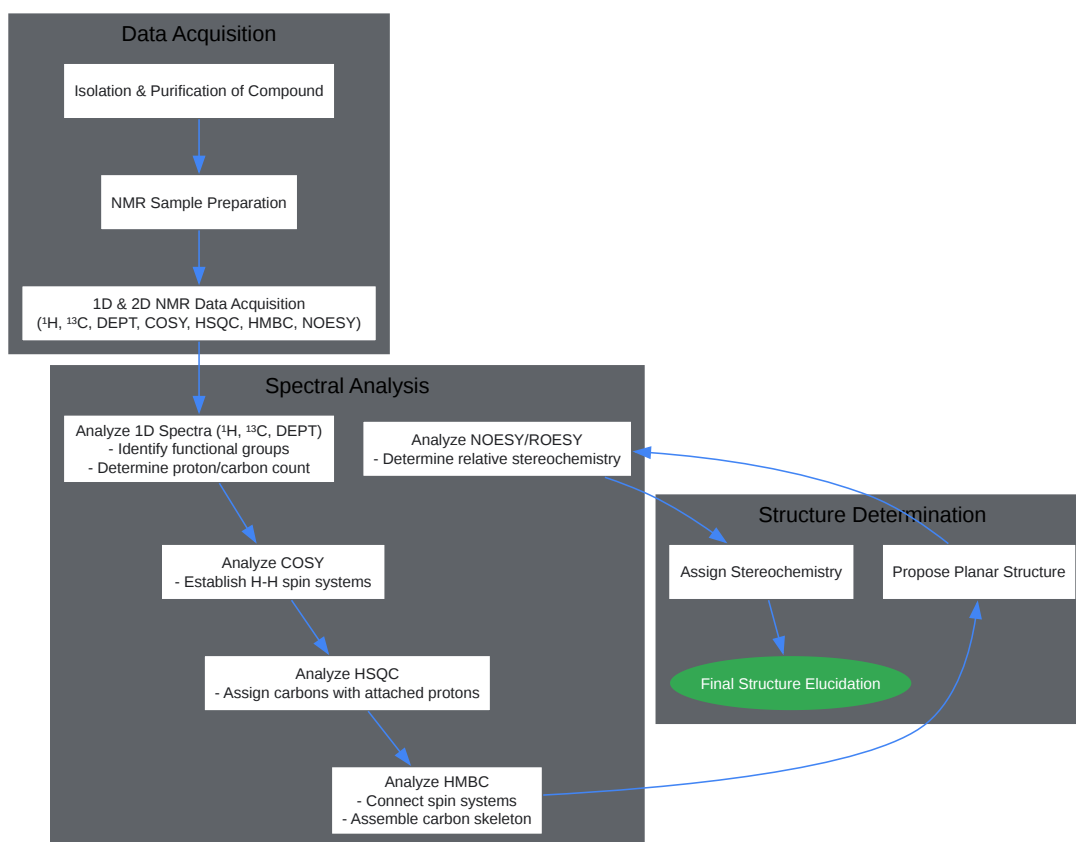 Data Acquisition
Isolation & Purification of Compound
NMR Sample Preparation
1D & 2D NMR Data Acquisition
(¹H, ¹³C, DEPT, COSY, HSQC, HMBC, NOESY)
Spectral Analysis
Analyze 1D Spectra (¹H, ¹³C, DEPT)
- Identify functional groups
- Determine proton/carbon count
Analyze NOESY/ROESY
- Determine relative stereochemistry
Analyze COSY
- Establish H-H spin systems
Analyze HSQC
- Assign carbons with attached protons
Analyze HMBC
- Connect spin systems
- Assemble carbon skeleton
Structure Determination
Assign Stereochemistry
Propose Planar Structure
Final Structure Elucidation